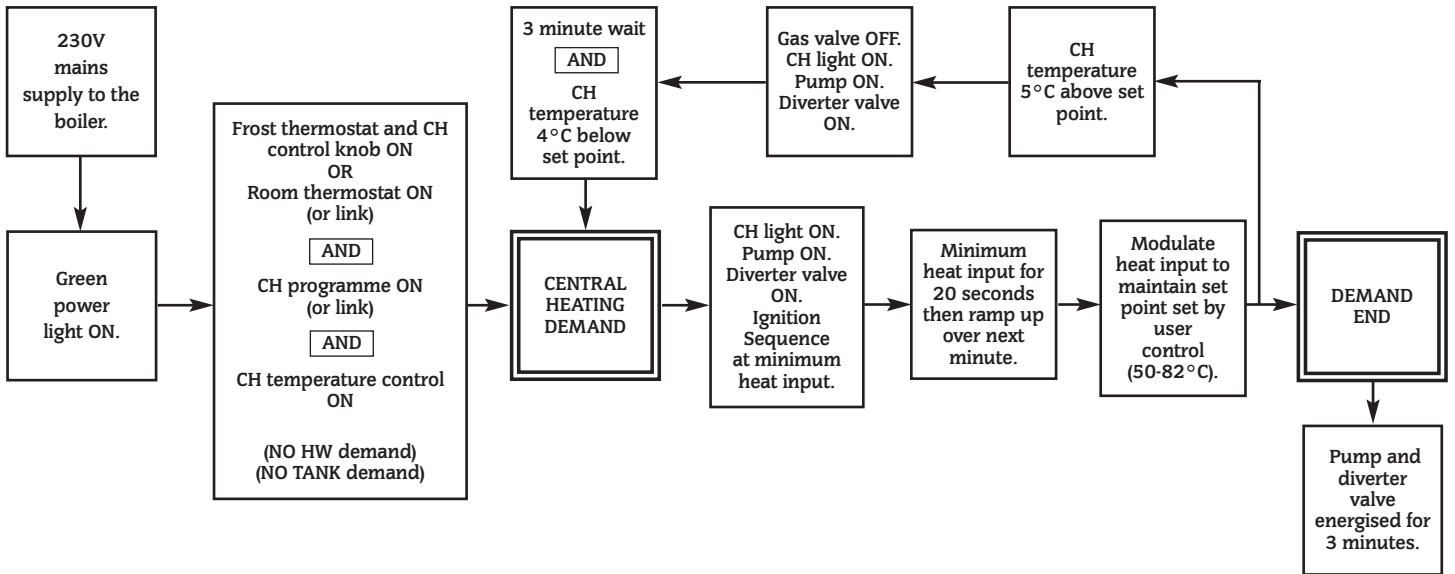 230V
mains
supply to the
boiler.
Green
power
light ON.
Frost thermostat and CH
control knob ON
OR
Room thermostat ON
(or link)
AND
CH programme ON
(or link)
AND
CH temperature control
ON
(NO HW demand)
(NO TANK demand)
3 minute wait
AND
CH
temperature
4°C below
set point.
Gas valve OFF.
CH light ON.
Pump ON.
Diverter valve
ON.
CH
temperature
5°C above set
point.
CENTRAL
HEATING
DEMAND
CH light ON.
Pump ON.
Diverter valve
ON.
Ignition
Sequence
at minimum
heat input.
Minimum
heat input for
20 seconds
then ramp up
over next
minute.
Modulate
heat input to
maintain set
point set by
user
control
(50-82°C).
DEMAND
END
Pump and
diverter
valve
energised for
3 minutes.